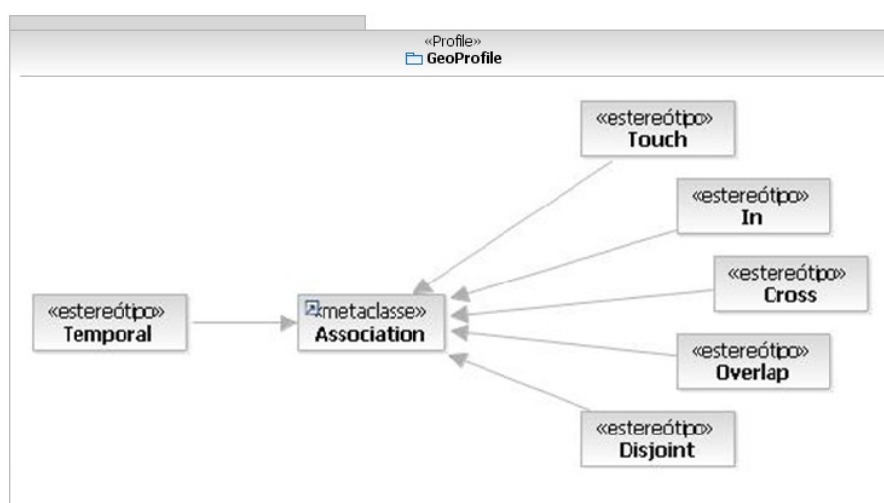 «Profile»
GeoProfile
«estereótipo»
Touch
«estereótipo»
In
«estereótipo»
Cross
«estereótipo»
Temporal
«metaclasse»
Association
«estereótipo»
Overlap
«estereótipo»
Disjoint